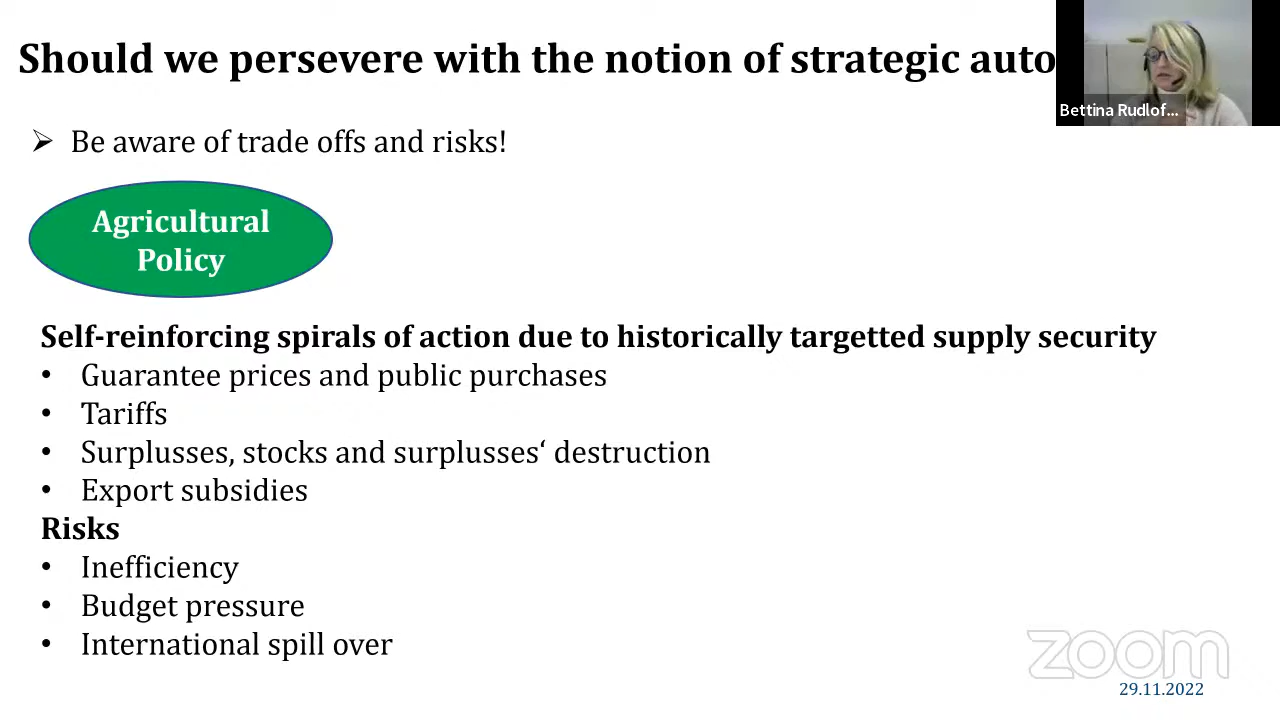 Should we persevere with the notion of strategic auto
Bettina Rudlof...
➢ Be aware of trade offs and risks!
Agricultural
Policy
Self-reinforcing spirals of action due to historically targetted supply security
• Guarantee prices and public purchases
• Tariffs
• Surplusses, stocks and surplusses‘ destruction
• Export subsidies
Risks
• Inefficiency
• Budget pressure
• International spill over
zoom
29.11.2022